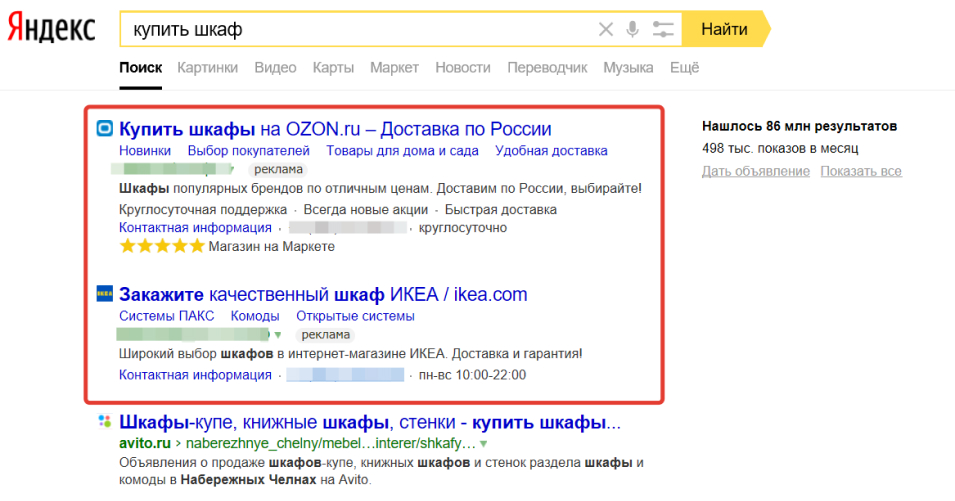 Яндекс
купить шкаф
Найти
Поиск Картинки Видео Карты Маркет Новости Переводчик Музыка Ещё
Купить шкафы на OZON.ru – Доставка по России
Новинки Выбор покупателей Товары для дома и сада Удобная доставка
реклама
Шкафы популярных брендов по отличным ценам. Доставим по России, выбирайте!
Круглосуточная поддержка · Всегда новые акции · Быстрая доставка
Контактная информация · · круглосуточно
Магазин на Маркете
IKEA Закажите качественный шкаф ИКЕА / ikea.com
Системы ПАКС Комоды Открытые системы
реклама
Широкий выбор шкафов в интернет-магазине ИКЕА. Доставка и гарантия!
Контактная информация · · пн-вс 10:00-22:00
Шкафы-купе, книжные шкафы, стенки - купить шкафы...
avito.ru › naberezhnye_chelny/mebel…interer/shkafy…
Объявления о продаже шкафов-купе, книжных шкафов и стенок раздела шкафы и
комоды в Набережных Челнах на Avito.
Нашлось 86 млн результатов
498 тыс. показов в месяц
Дать объявление Показать все